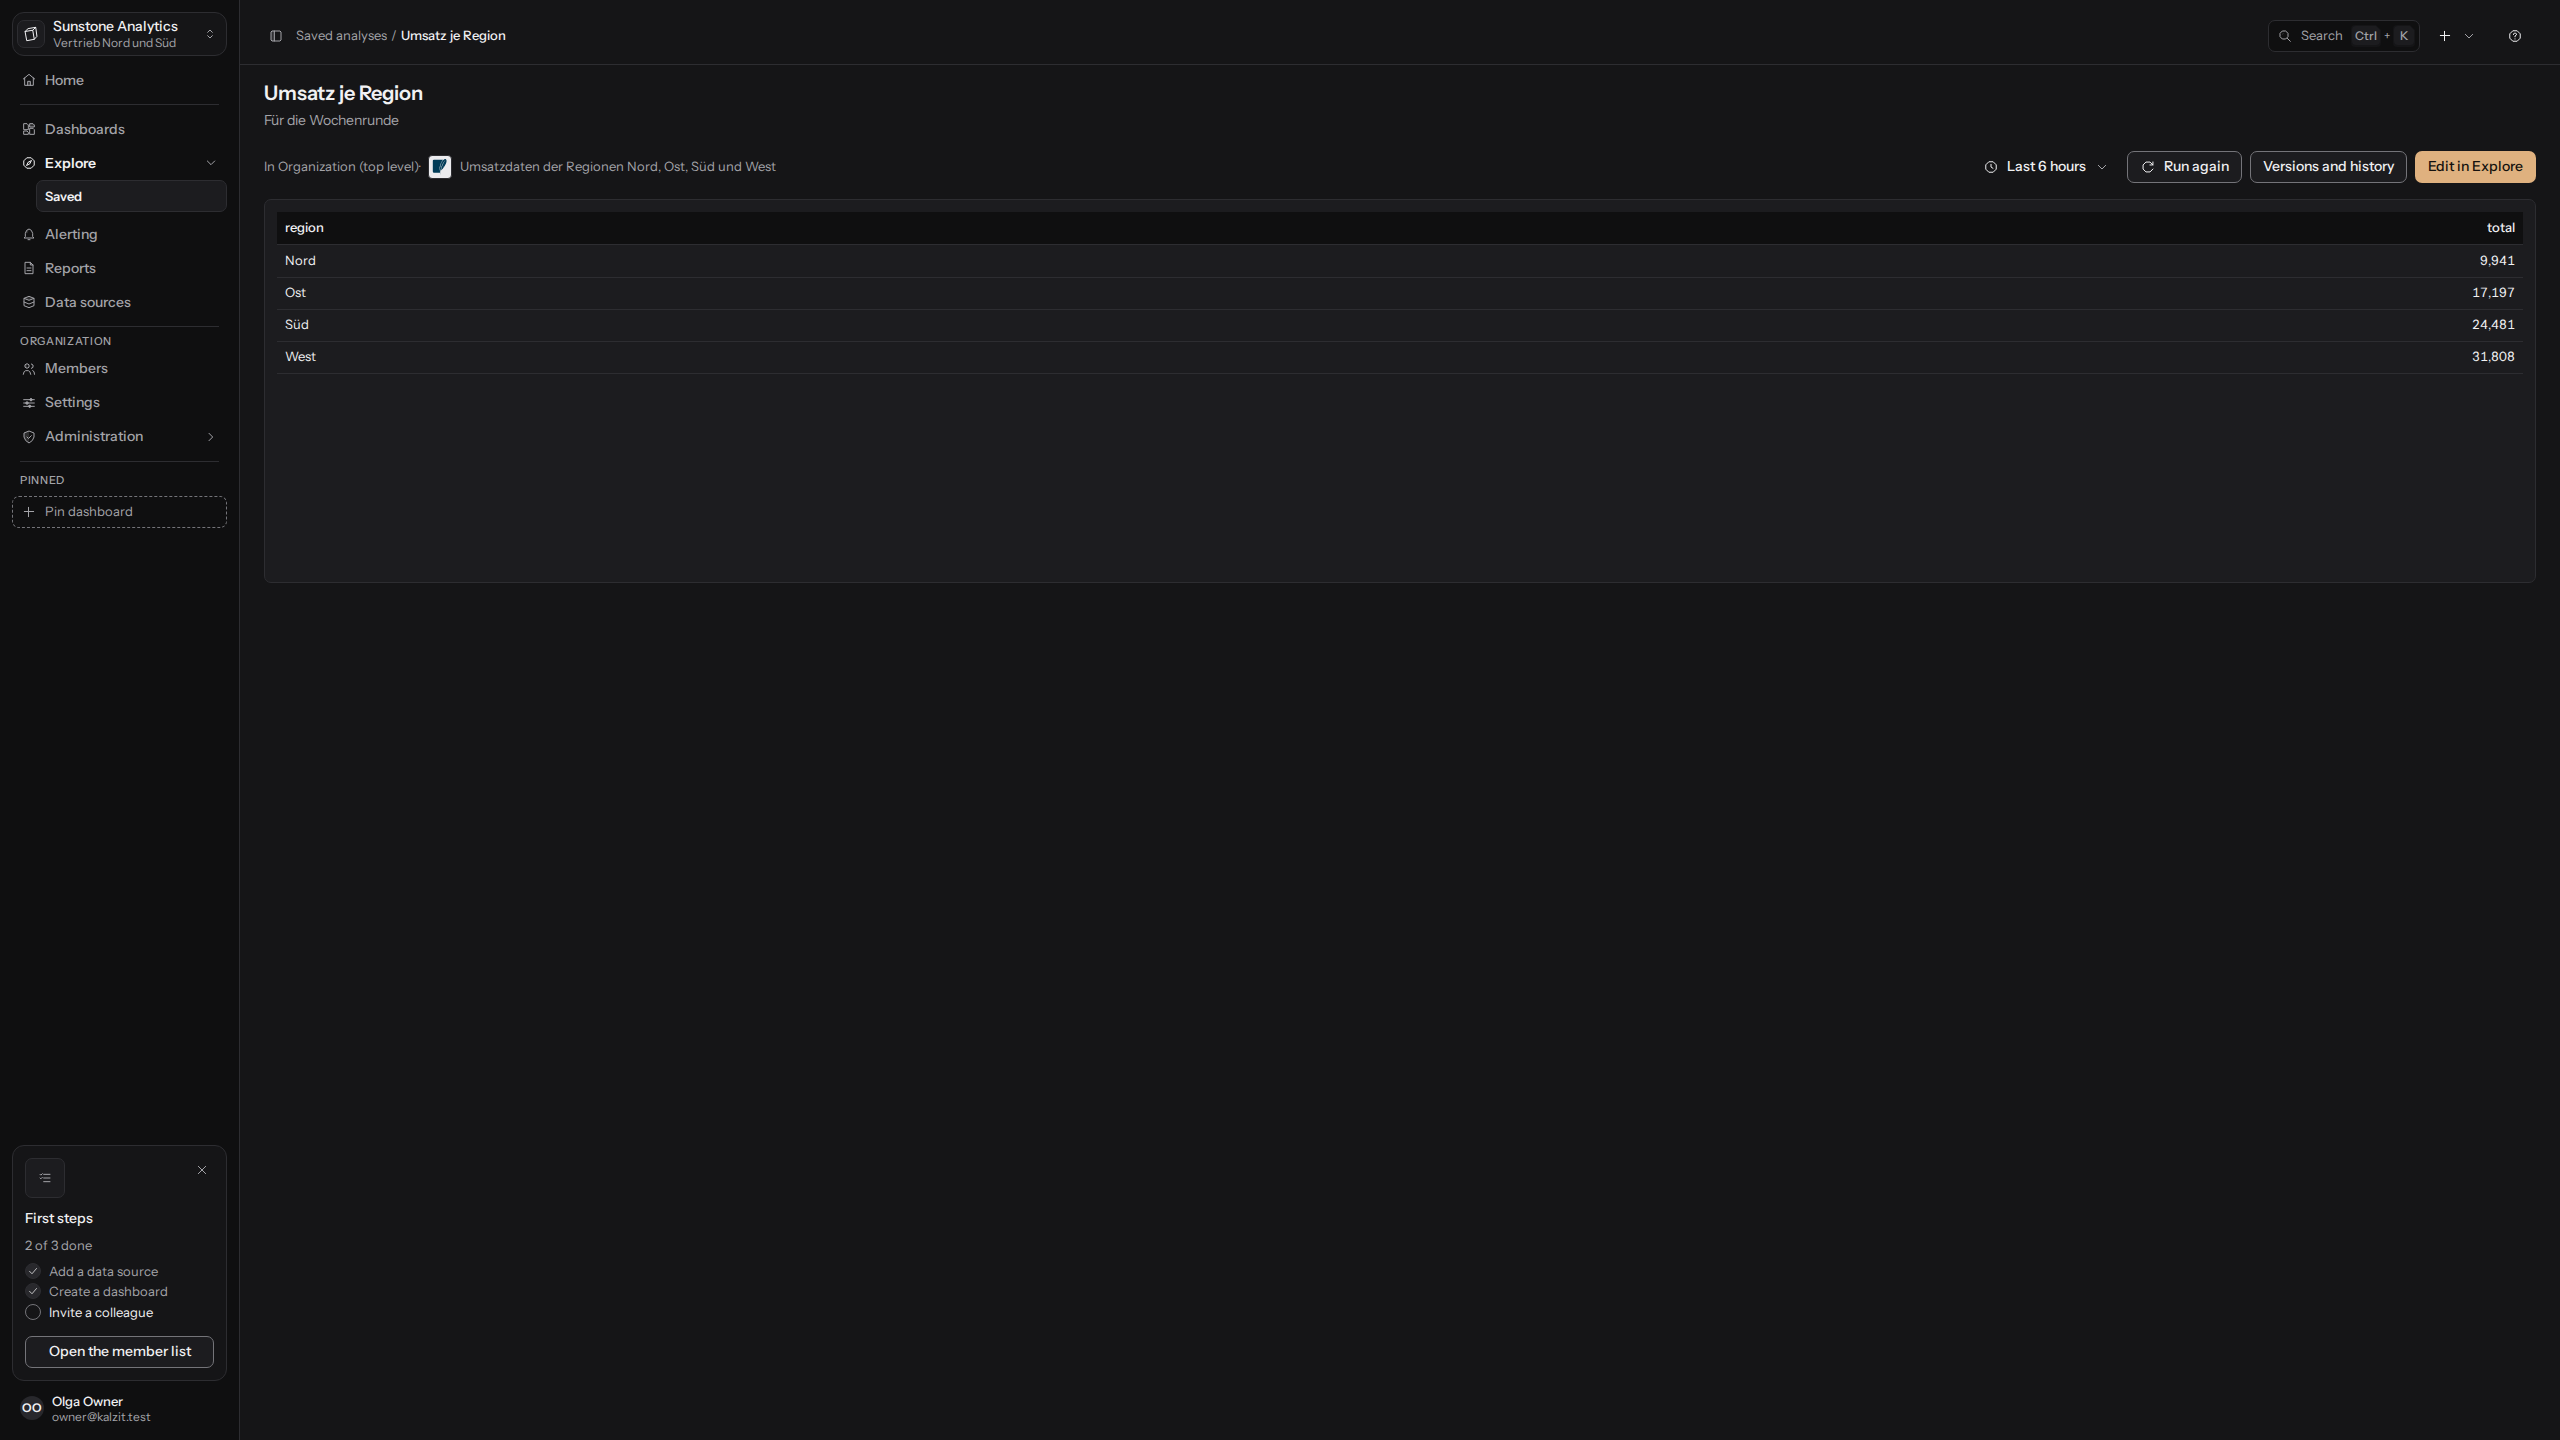 Sunstone Analytics
Vertrieb Nord und Süd
Home
Dashboards
Explore
Saved
Alerting
Reports
Data sources
ORGANIZATION
Members
Settings
Administration
PINNED
Pin dashboard
First steps
2 of 3 done
Add a data source
Create a dashboard
Invite a colleague
Open the member list
OO
Olga Owner
owner@kalzit.test
Saved analyses / Umsatz je Region
Search Ctrl + K
Umsatz je Region
Für die Wochenrunde
In Organization (top level)· Umsatzdaten der Regionen Nord, Ost, Süd und West
Last 6 hours Run again Versions and history Edit in Explore
region total
Nord 9,941
Ost 17,197
Süd 24,481
West 31,808